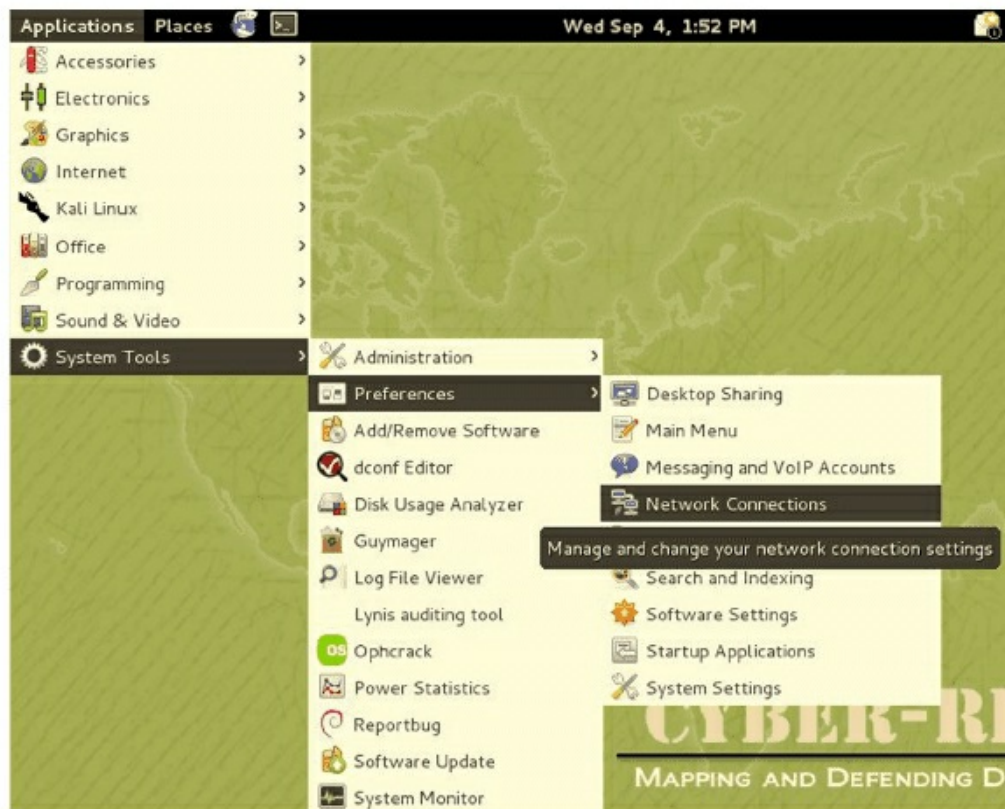 Applications Places Wed Sep 4, 1:52 PM
Accessories
Electronics
Graphics
Internet
Kali Linux
Office
Programming
Sound & Video
System Tools
Administration
Preferences
Add/Remove Software
dconf Editor
Disk Usage Analyzer
Guymager
Log File Viewer
Lynis auditing tool
Ophcrack
Power Statistics
Reportbug
Software Update
System Monitor
Desktop Sharing
Main Menu
Messaging and VoIP Accounts
Network Connections
Manage and change your network connection settings
Search and Indexing
Software Settings
Startup Applications
System Settings
MAPPING AND DEFENDING D